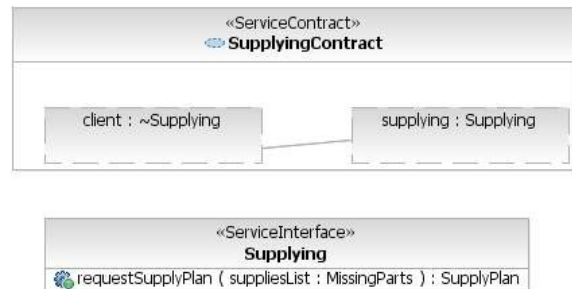 «ServiceContract»
SupplyingContract
client : ~Supplying
supplying : Supplying
«ServiceInterface»
Supplying
requestSupplyPlan ( suppliesList : MissingParts ) : SupplyPlan